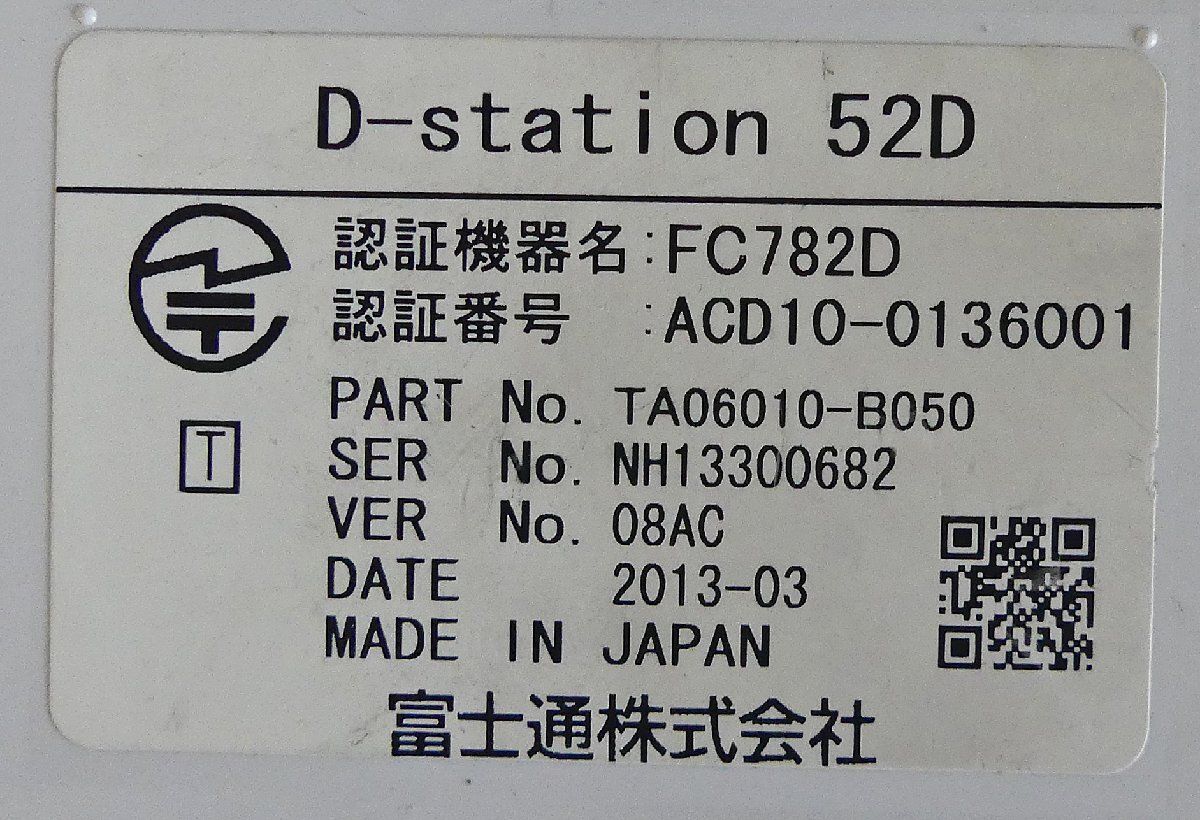 D-station 52D
認証機器名:FC782D
認証番号 :ACD10-0136001
PART No. TA06010-B050
T
SER No. NH13300682
VER No. 08AC
DATE 2013-03
MADE IN JAPAN
富士通株式会社